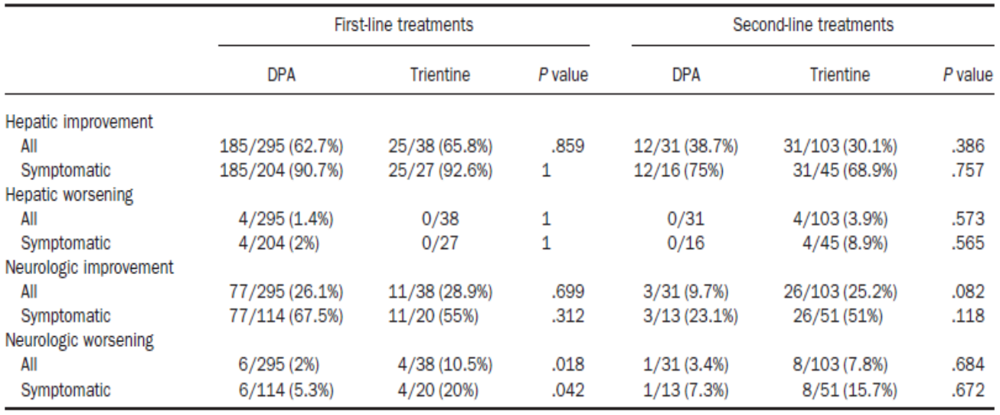 First-line treatments Second-line treatments
DPA Trientine P value DPA Trientine P value
Hepatic improvement
All 185/295 (62.7%) 25/38 (65.8%) .859 12/31 (38.7%) 31/103 (30.1%) .386
Symptomatic 185/204 (90.7%) 25/27 (92.6%) 1 12/16 (75%) 31/45 (68.9%) .757
Hepatic worsening
All 4/295 (1.4%) 0/38 1 0/31 4/103 (3.9%) .573
Symptomatic 4/204 (2%) 0/27 1 0/16 4/45 (8.9%) .565
Neurologic improvement
All 77/295 (26.1%) 11/38 (28.9%) .699 3/31 (9.7%) 26/103 (25.2%) .082
Symptomatic 77/114 (67.5%) 11/20 (55%) .312 3/13 (23.1%) 26/51 (51%) .118
Neurologic worsening
All 6/295 (2%) 4/38 (10.5%) .018 1/31 (3.4%) 8/103 (7.8%) .684
Symptomatic 6/114 (5.3%) 4/20 (20%) .042 1/13 (7.3%) 8/51 (15.7%) .672